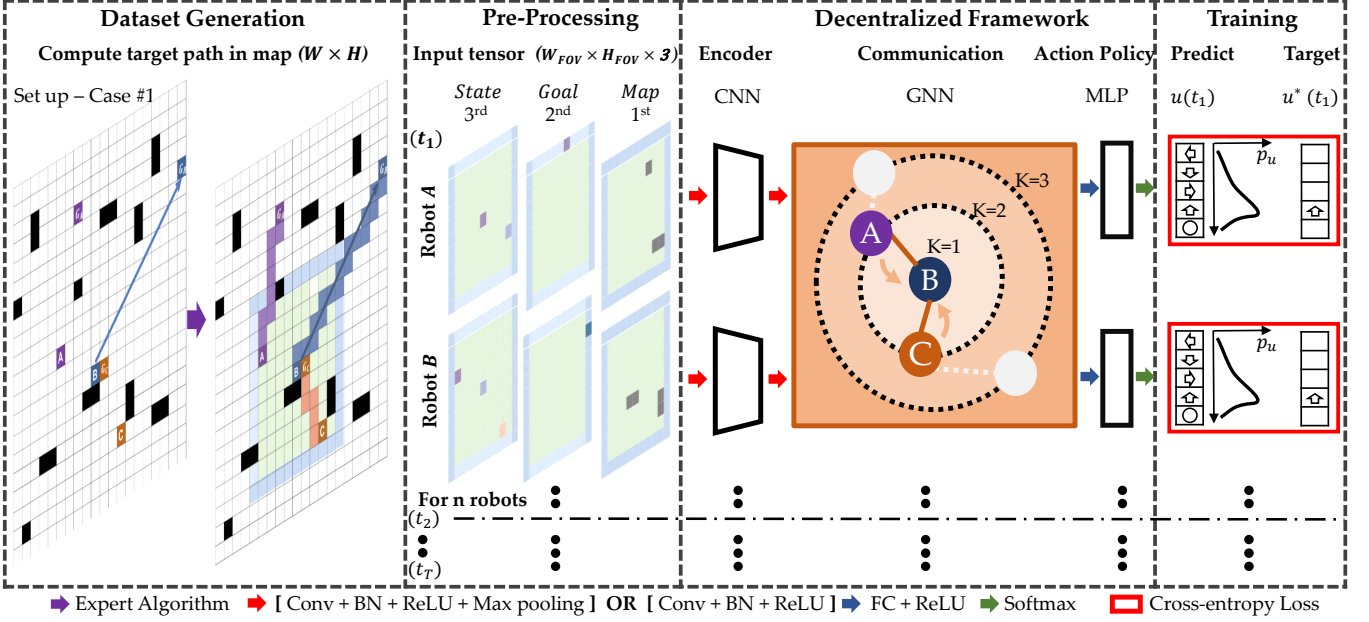 Dataset Generation
Compute target path in map (W × H)
Set up – Case #1
G_A
A
B
G_C
C
A
B
G_C
C
Pre-Processing
Input tensor (W_FOV × H_FOV × 3)
State Goal Map
3rd 2nd 1st
(t_1)
Robot A
Robot B
For n robots
(t_2)
(t_T)
Decentralized Framework
Encoder Communication Action Policy
CNN GNN MLP
K=3
K=2
K=1
A
B
C
Training
Predict Target
u(t_1) u* (t_1)
p_u
p_u
Expert Algorithm [ Conv + BN + ReLU + Max pooling ] OR [ Conv + BN + ReLU ] FC + ReLU Softmax Cross-entropy Loss